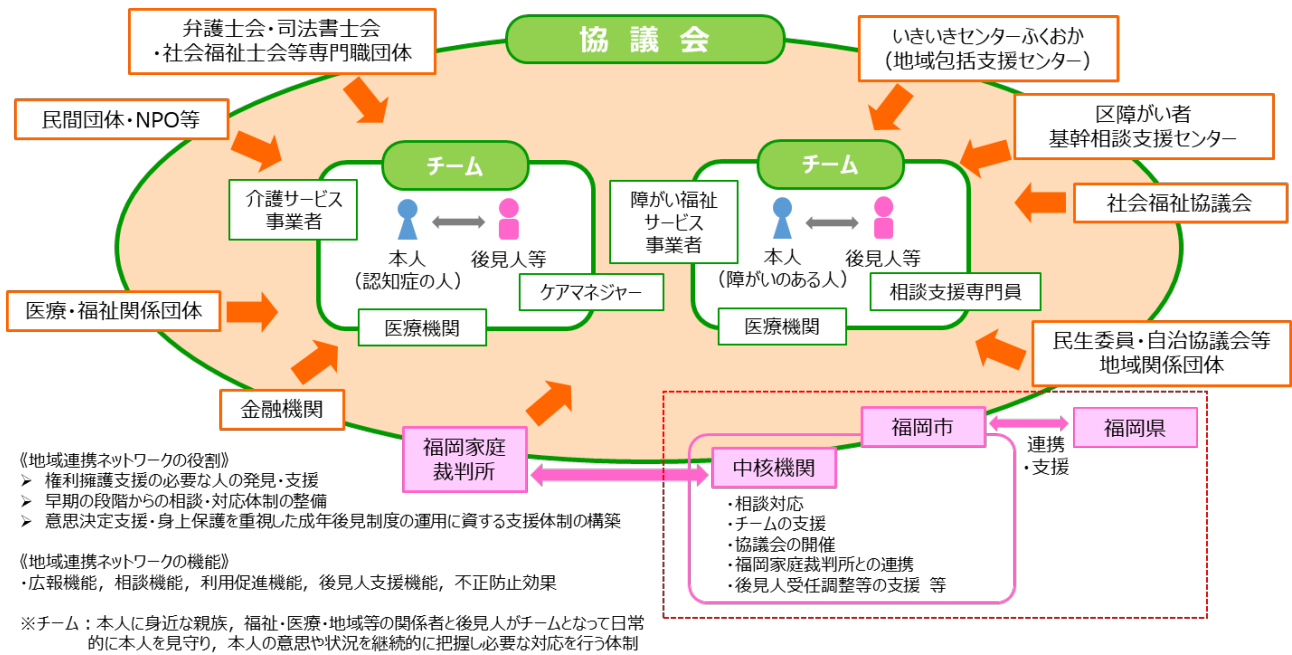 協議会
弁護士会・司法書士会
・社会福祉士会等専門職団体
いきいきセンターふくおか
(地域包括支援センター)
民間団体・NPO等
区障がい者
基幹相談支援センター
社会福祉協議会
チーム
介護サービス
事業者
本人
(認知症の人)
後見人等
ケアマネジャー
医療機関
チーム
障がい福祉
サービス
事業者
本人
(障がいのある人)
後見人等
相談支援専門員
医療機関
医療・福祉関係団体
民生委員・自治協議会等
地域関係団体
金融機関
福岡家庭
裁判所
福岡市
連携
・支援
福岡県
中核機関
・相談対応
・チームの支援
・協議会の開催
・福岡家庭裁判所との連携
・後見人受任調整等の支援 等
《地域連携ネットワークの役割》
➢ 権利擁護支援の必要な人の発見・支援
➢ 早期の段階からの相談・対応体制の整備
➢ 意思決定支援・身上保護を重視した成年後見制度の運用に資する支援体制の構築
《地域連携ネットワークの機能》
・広報機能，相談機能，利用促進機能，後見人支援機能，不正防止効果
※チーム：本人に身近な親族，福祉・医療・地域等の関係者と後見人がチームとなって日常
的に本人を見守り，本人の意思や状況を継続的に把握し必要な対応を行う体制